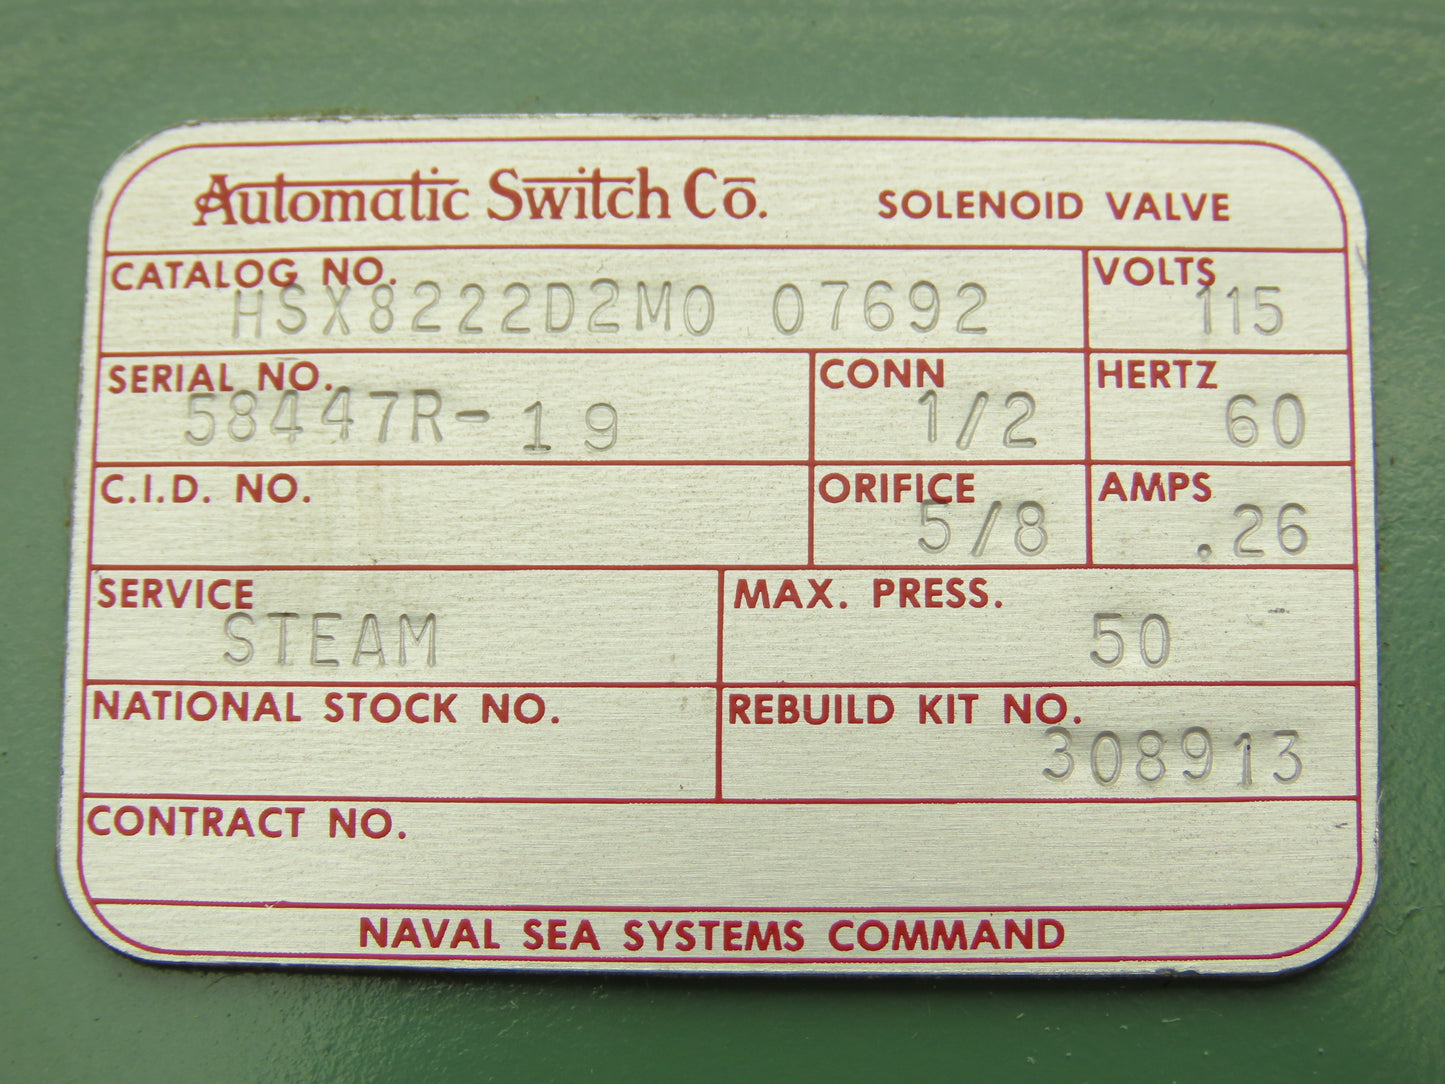 Automatic Switch Co. SOLENOID VALVE
CATALOG NO. VOLTS
HSX8222D2MO 07692 115
SERIAL NO. CONN HERTZ
58447R-19 1/2 60
C.I.D. NO. ORIFICE AMPS
5/8 .26
SERVICE MAX. PRESS.
STEAM 50
NATIONAL STOCK NO. REBUILD KIT NO.
308913
CONTRACT NO.
NAVAL SEA SYSTEMS COMMAND